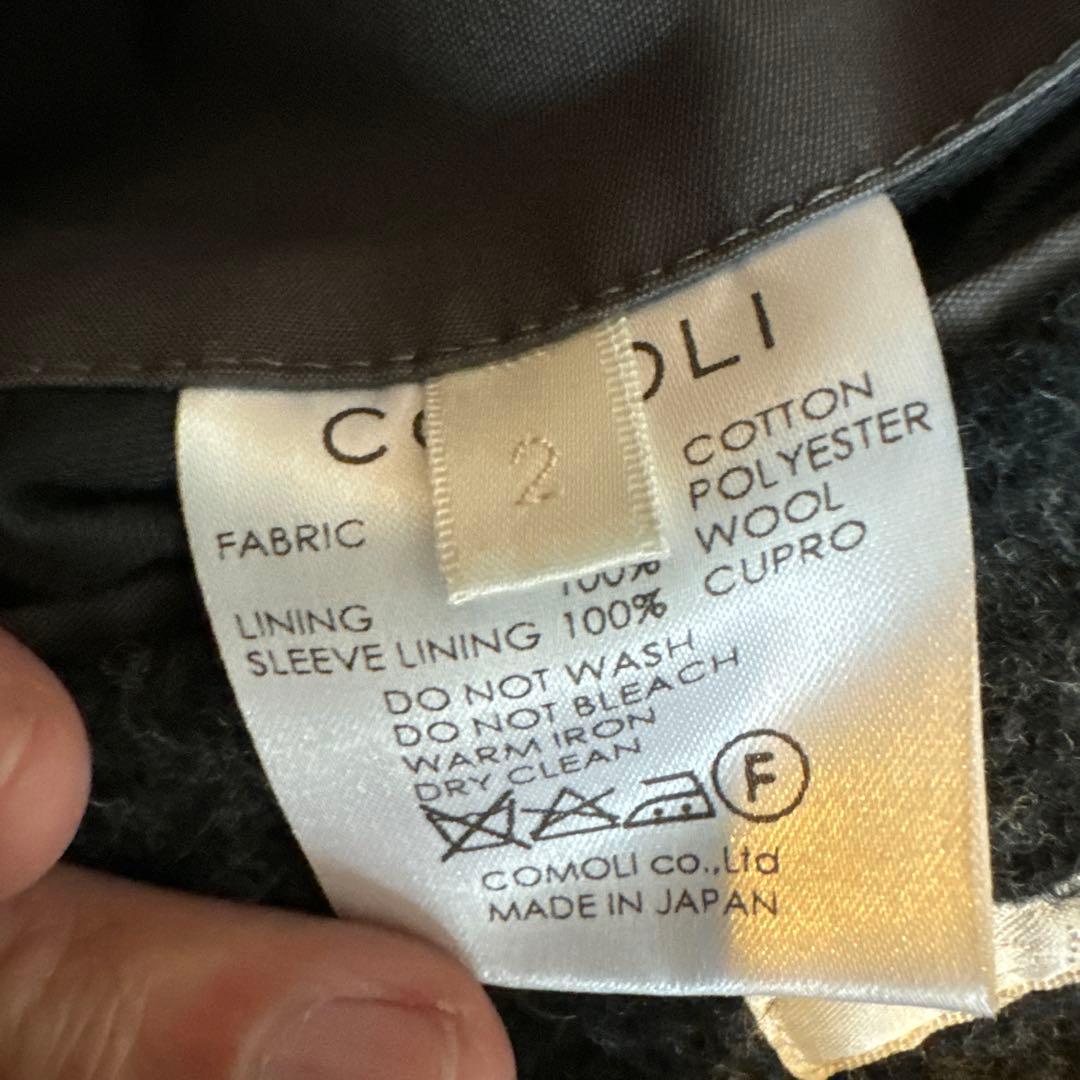 COMOLI
2
FABRIC COTTON
POLYESTER
LINING 100% WOOL
SLEEVE LINING 100% CUPRO
DO NOT WASH
DO NOT BLEACH
WARM IRON
DRY CLEAN
F
COMOLI co.,Ltd
MADE IN JAPAN